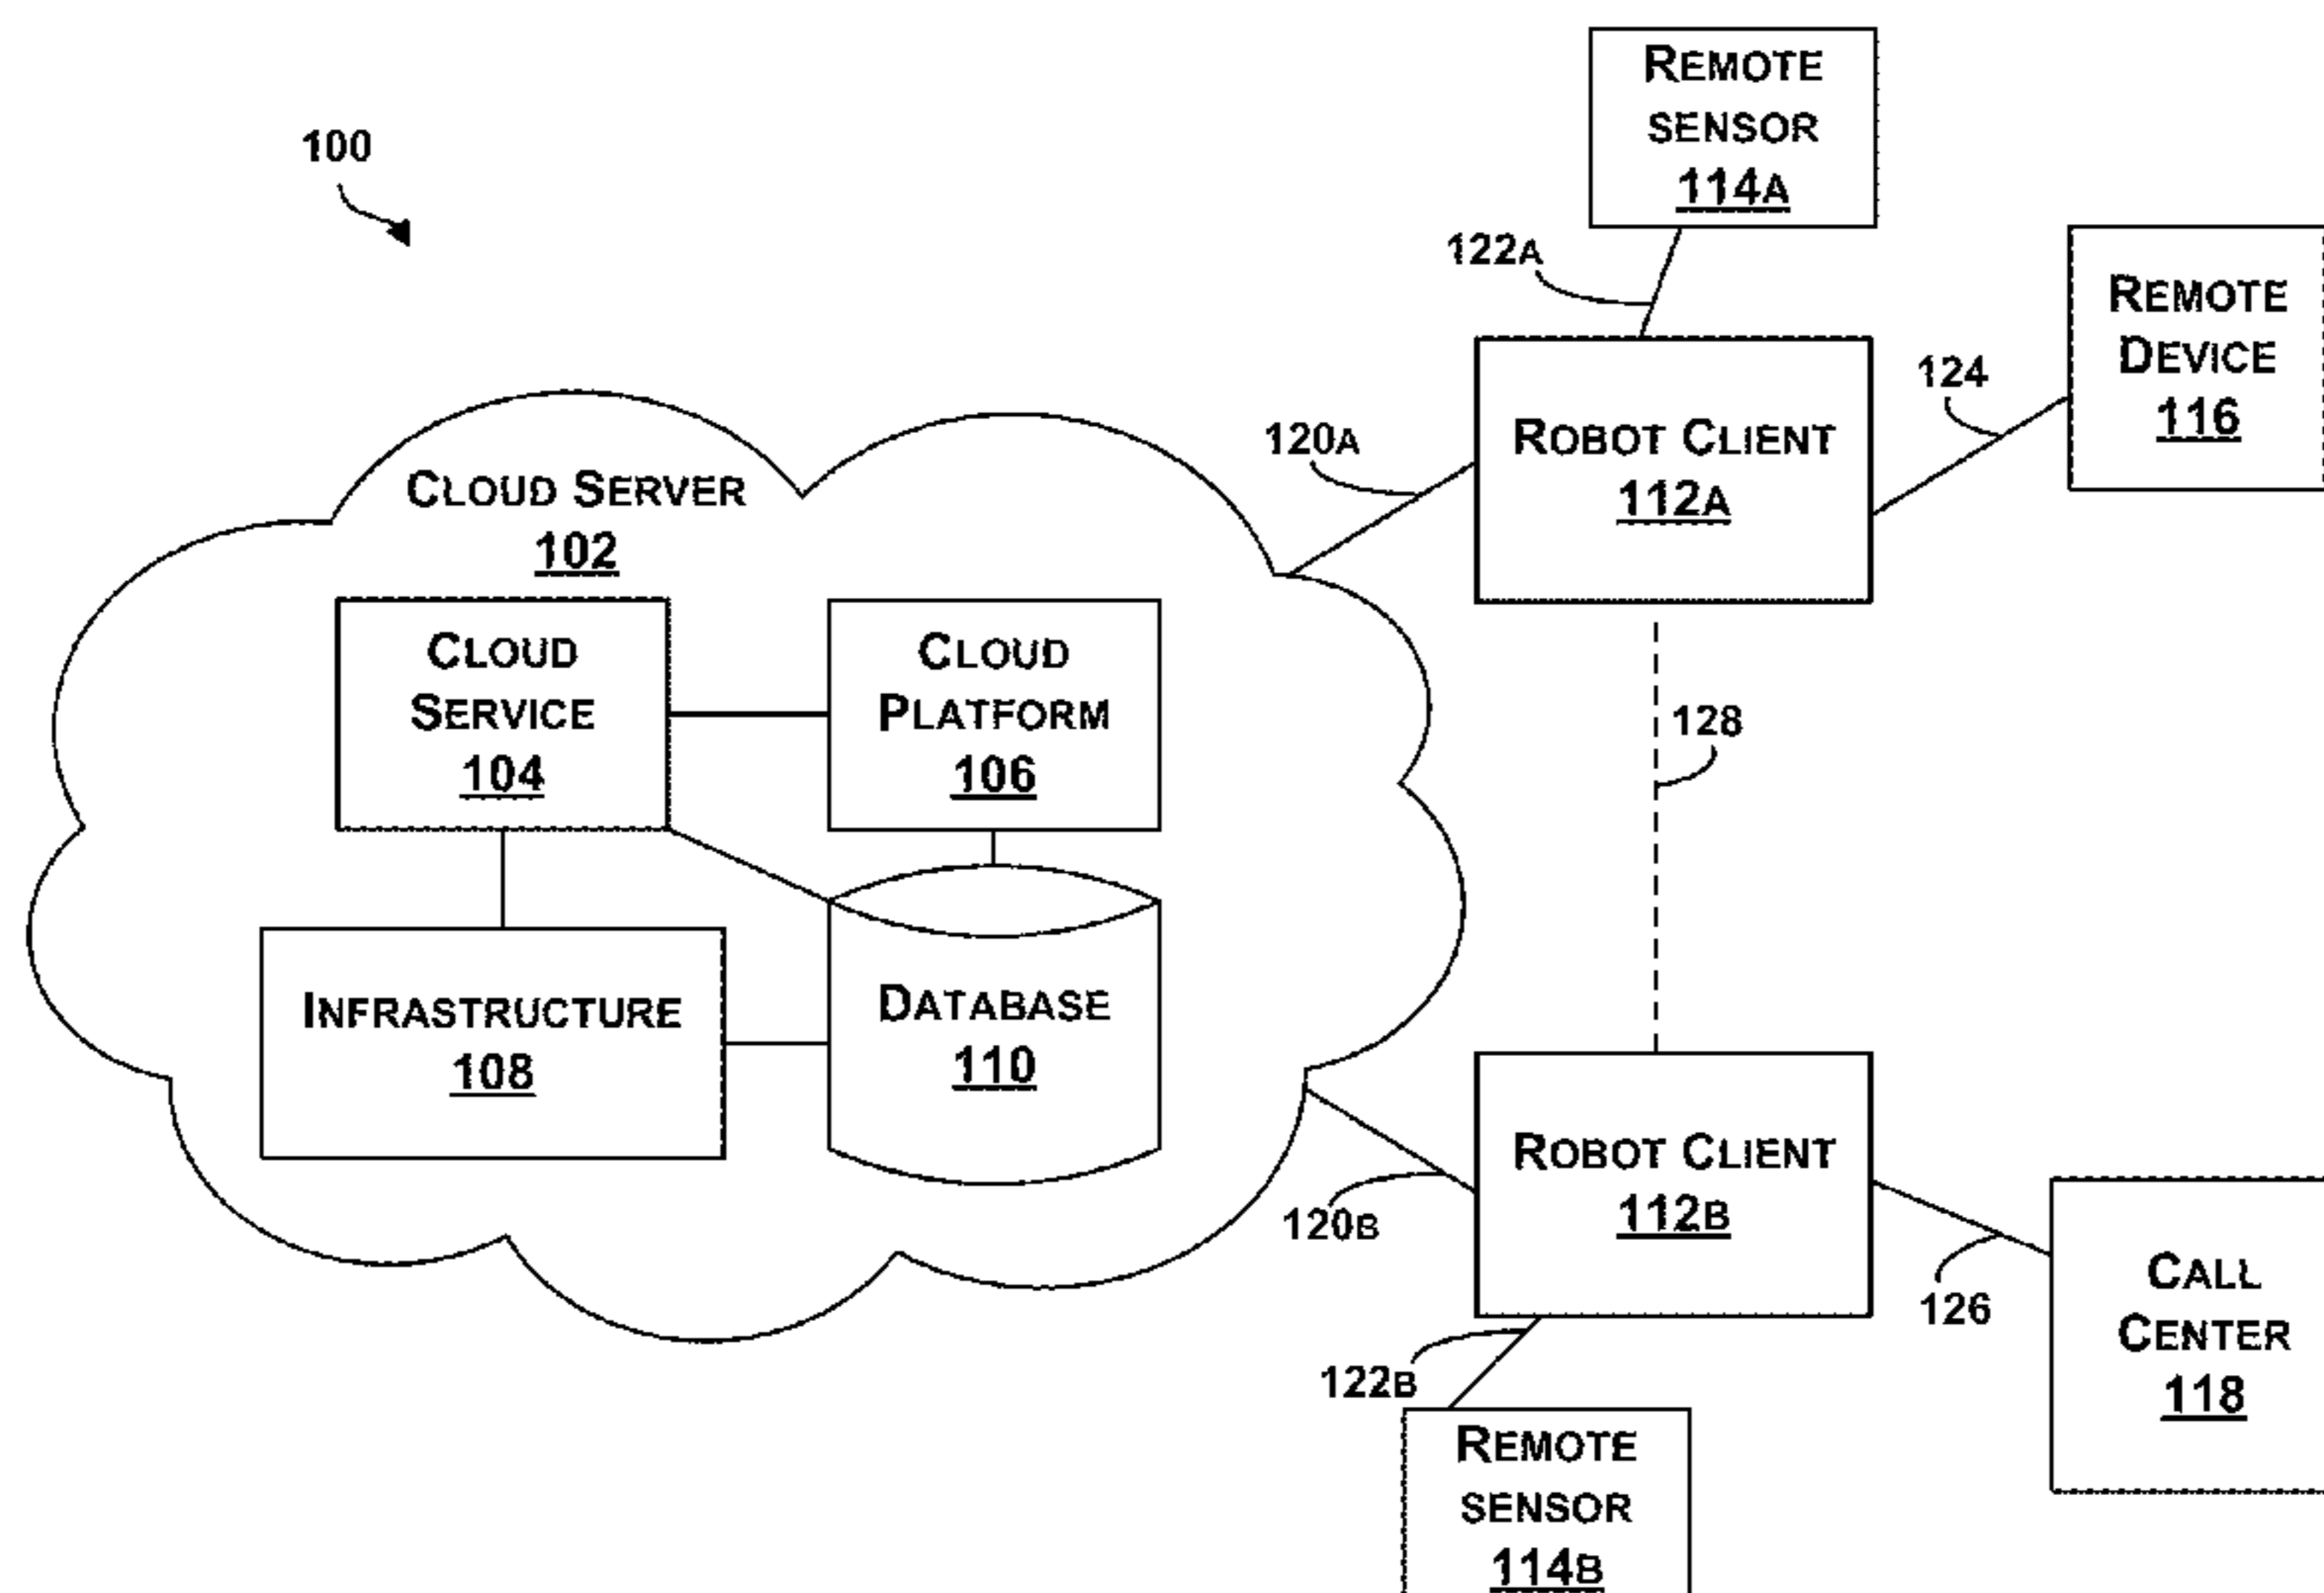 100
REMOTE
SENSOR
114A
122A
REMOTE
DEVICE
116
124
120A
ROBOT CLIENT
112A
CLOUD SERVER
102
CLOUD
SERVICE
104
CLOUD
PLATFORM
106
128
INFRASTRUCTURE
108
DATABASE
110
ROBOT CLIENT
112B
120B
126
CALL
CENTER
118
122B
REMOTE
SENSOR
114B